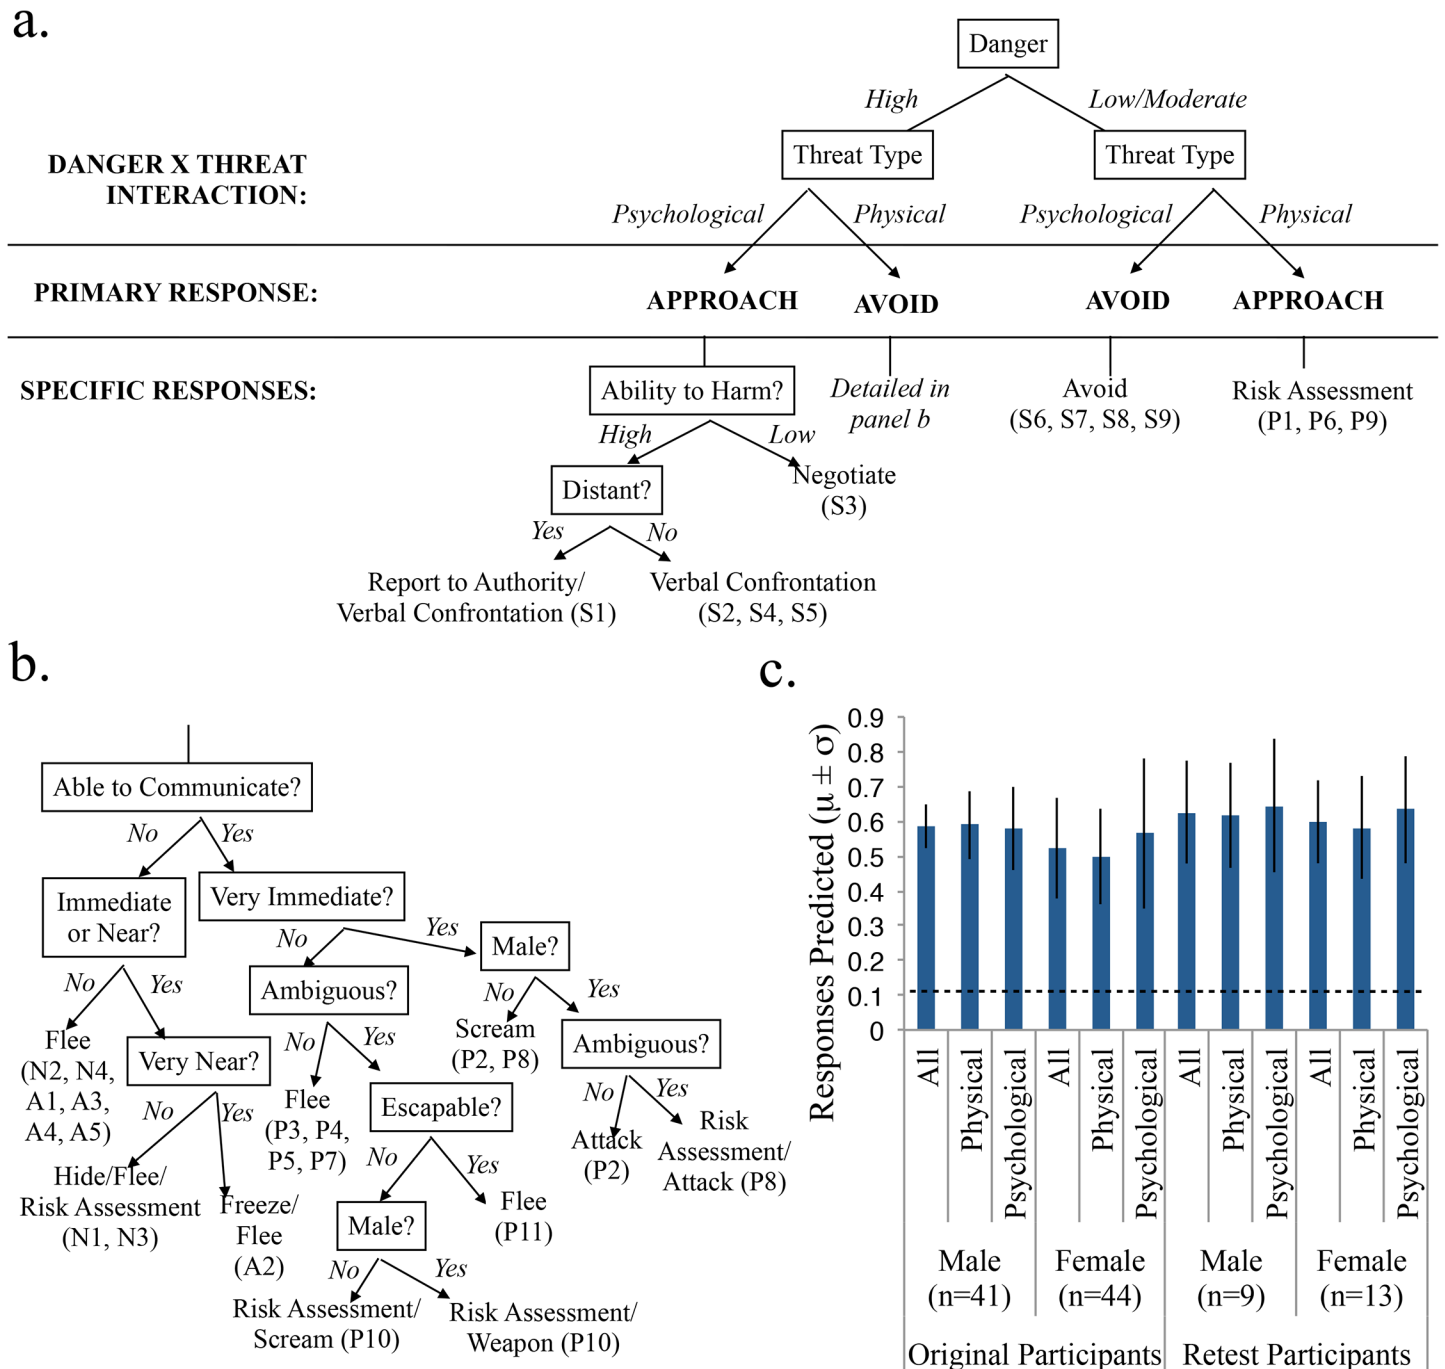 a.
Danger
High
Low/Moderate
DANGER X THREAT
INTERACTION:
Threat Type
Threat Type
Psychological
Physical
Psychological
Physical
PRIMARY RESPONSE:
APPROACH
AVOID
AVOID
APPROACH
SPECIFIC RESPONSES:
Ability to Harm?
Detailed in
panel b
Avoid
(S6, S7, S8, S9)
Risk Assessment
(P1, P6, P9)
High
Low
Distant?
Negotiate
(S3)
Yes
No
Report to Authority/
Verbal Confrontation (S1)
Verbal Confrontation
(S2, S4, S5)
b.
Able to Communicate?
No
Yes
Immediate
or Near?
Very Immediate?
No
Yes
Male?
No
Yes
Ambiguous?
No
Yes
Flee
(N2, N4,
A1, A3,
A4, A5)
Very Near?
No
Yes
Scream
(P2, P8)
Ambiguous?
No
Yes
Flee
(P3, P4,
P5, P7)
Escapable?
No
Yes
Attack
(P2)
Risk
Assessment/
Attack (P8)
Hide/Flee/
Risk Assessment
(N1, N3)
Freeze/
Flee
(A2)
Male?
Flee
(P11)
No
Yes
Risk Assessment/
Scream (P10)
Risk Assessment/
Weapon (P10)
c.
Responses Predicted (μ ± σ)
0.9
0.8
0.7
0.6
0.5
0.4
0.3
0.2
0.1
0
All
Physical
Psychological
All
Physical
Psychological
All
Physical
Psychological
All
Physical
Psychological
Male
(n=41)
Female
(n=44)
Male
(n=9)
Female
(n=13)
Original Participants
Retest Participants